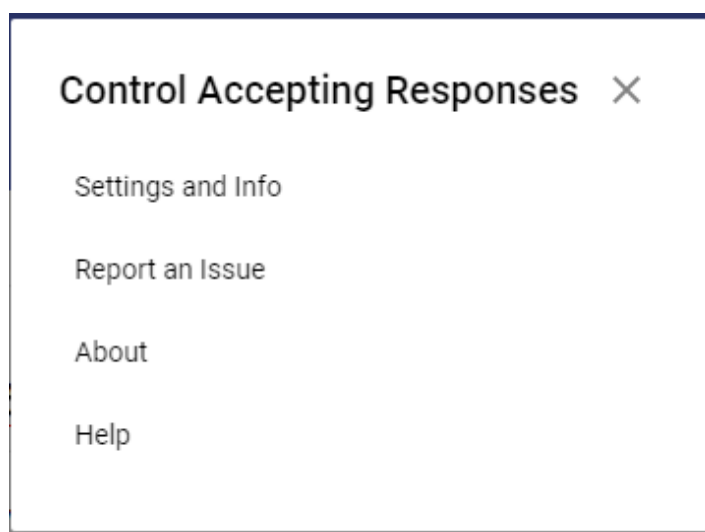 Control Accepting Responses
Settings and Info
Report an Issue
About
Help